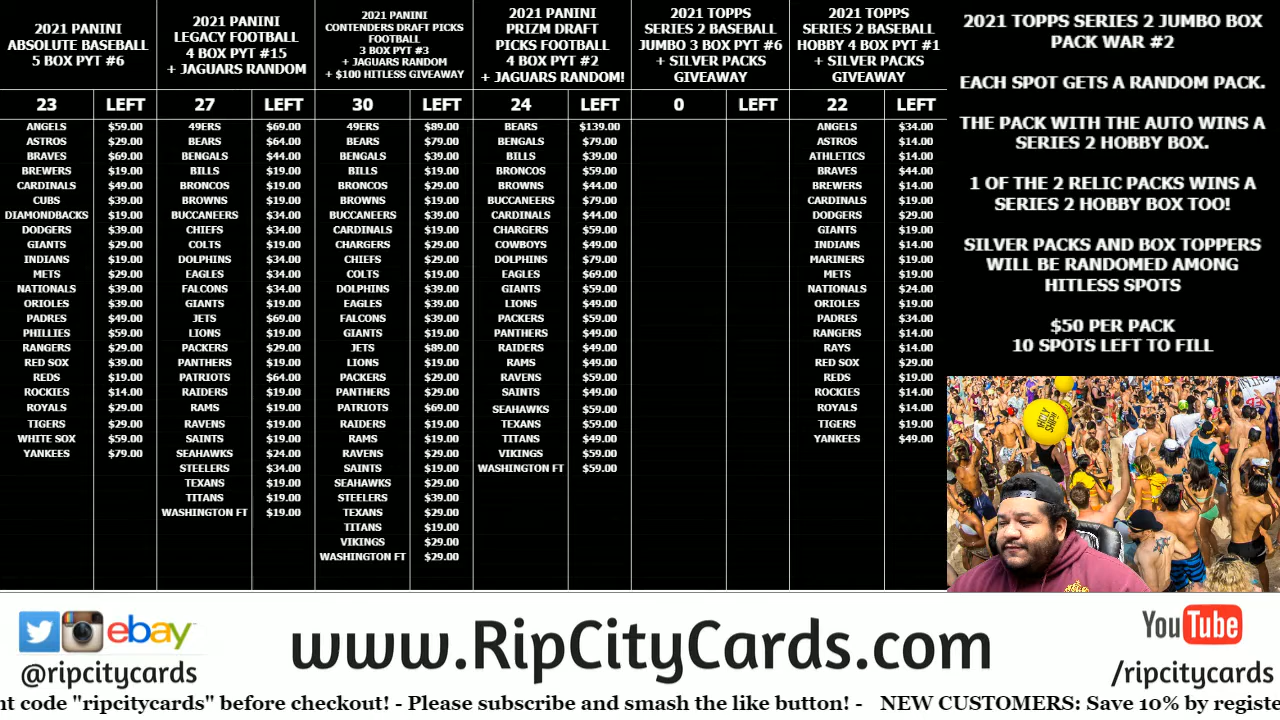 2021 PANINI
ABSOLUTE BASEBALL
5 BOX PYT #6
23 LEFT
ANGELS $59.00
ASTROS $29.00
BRAVES $69.00
BREWERS $19.00
CARDINALS $49.00
CUBS $39.00
DIAMONDBACKS $19.00
DODGERS $39.00
GIANTS $29.00
INDIANS $19.00
METS $29.00
NATIONALS $39.00
ORIOLES $39.00
PADRES $49.00
PHILLIES $59.00
RANGERS $29.00
RED SOX $39.00
REDS $19.00
ROCKIES $14.00
ROYALS $29.00
TIGERS $29.00
WHITE SOX $59.00
YANKEES $79.00
2021 PANINI
LEGACY FOOTBALL
4 BOX PYT #15
+ JAGUARS RANDOM
27 LEFT
49ERS $69.00
BEARS $64.00
BENGALS $44.00
BILLS $19.00
BRONCOS $19.00
BROWNS $19.00
BUCCANEERS $34.00
CHIEFS $34.00
COLTS $19.00
DOLPHINS $34.00
EAGLES $34.00
FALCONS $34.00
GIANTS $19.00
JETS $69.00
LIONS $19.00
PACKERS $29.00
PANTHERS $19.00
PATRIOTS $64.00
RAIDERS $19.00
RAMS $19.00
RAVENS $19.00
SAINTS $19.00
SEAHAWKS $24.00
STEELERS $34.00
TEXANS $19.00
TITANS $19.00
WASHINGTON FT $19.00
2021 PANINI
CONTENDERS DRAFT PICKS
FOOTBALL
3 BOX PYT #3
+ JAGUARS RANDOM
+ $100 HITLESS GIVEAWAY
30 LEFT
49ERS $89.00
BEARS $79.00
BENGALS $39.00
BILLS $19.00
BRONCOS $29.00
BROWNS $19.00
BUCCANEERS $39.00
CARDINALS $19.00
CHARGERS $29.00
CHIEFS $29.00
COLTS $19.00
DOLPHINS $39.00
EAGLES $39.00
FALCONS $39.00
GIANTS $19.00
JETS $89.00
LIONS $19.00
PACKERS $29.00
PANTHERS $29.00
PATRIOTS $69.00
RAIDERS $19.00
RAMS $19.00
RAVENS $29.00
SAINTS $19.00
SEAHAWKS $29.00
STEELERS $39.00
TEXANS $29.00
TITANS $19.00
VIKINGS $29.00
WASHINGTON FT $29.00
2021 PANINI
PRIZM DRAFT
PICKS FOOTBALL
4 BOX PYT #2
+ JAGUARS RANDOM!
24 LEFT
BEARS $139.00
BENGALS $79.00
BILLS $39.00
BRONCOS $59.00
BROWNS $44.00
BUCCANEERS $79.00
CARDINALS $44.00
CHARGERS $59.00
COWBOYS $49.00
DOLPHINS $79.00
EAGLES $69.00
GIANTS $59.00
LIONS $49.00
PACKERS $59.00
PANTHERS $49.00
RAIDERS $49.00
RAMS $49.00
RAVENS $59.00
SAINTS $49.00
SEAHAWKS $59.00
TEXANS $59.00
TITANS $49.00
VIKINGS $59.00
WASHINGTON FT $59.00
2021 TOPPS
SERIES 2 BASEBALL
JUMBO 3 BOX PYT #6
+ SILVER PACKS
GIVEAWAY
0 LEFT
2021 TOPPS
SERIES 2 BASEBALL
HOBBY 4 BOX PYT #1
+ SILVER PACKS
GIVEAWAY
22 LEFT
ANGELS $34.00
ASTROS $14.00
ATHLETICS $14.00
BRAVES $44.00
BREWERS $14.00
CARDINALS $19.00
DODGERS $29.00
GIANTS $19.00
INDIANS $14.00
MARINERS $19.00
METS $19.00
NATIONALS $24.00
ORIOLES $19.00
PADRES $34.00
RANGERS $14.00
RAYS $14.00
RED SOX $29.00
REDS $19.00
ROCKIES $14.00
ROYALS $14.00
TIGERS $19.00
YANKEES $49.00
2021 TOPPS SERIES 2 JUMBO BOX
PACK WAR #2
EACH SPOT GETS A RANDOM PACK.
THE PACK WITH THE AUTO WINS A
SERIES 2 HOBBY BOX.
1 OF THE 2 RELIC PACKS WINS A
SERIES 2 HOBBY BOX TOO!
SILVER PACKS AND BOX TOPPERS
WILL BE RANDOMED AMONG
HITLESS SPOTS
$50 PER PACK
10 SPOTS LEFT TO FILL
HOLY
SHIP!
ebay
@ripcitycards
www.RipCityCards.com
YouTube
/ripcitycards
nt code "ripcitycards" before checkout! - Please subscribe and smash the like button! - NEW CUSTOMERS: Save 10% by registe